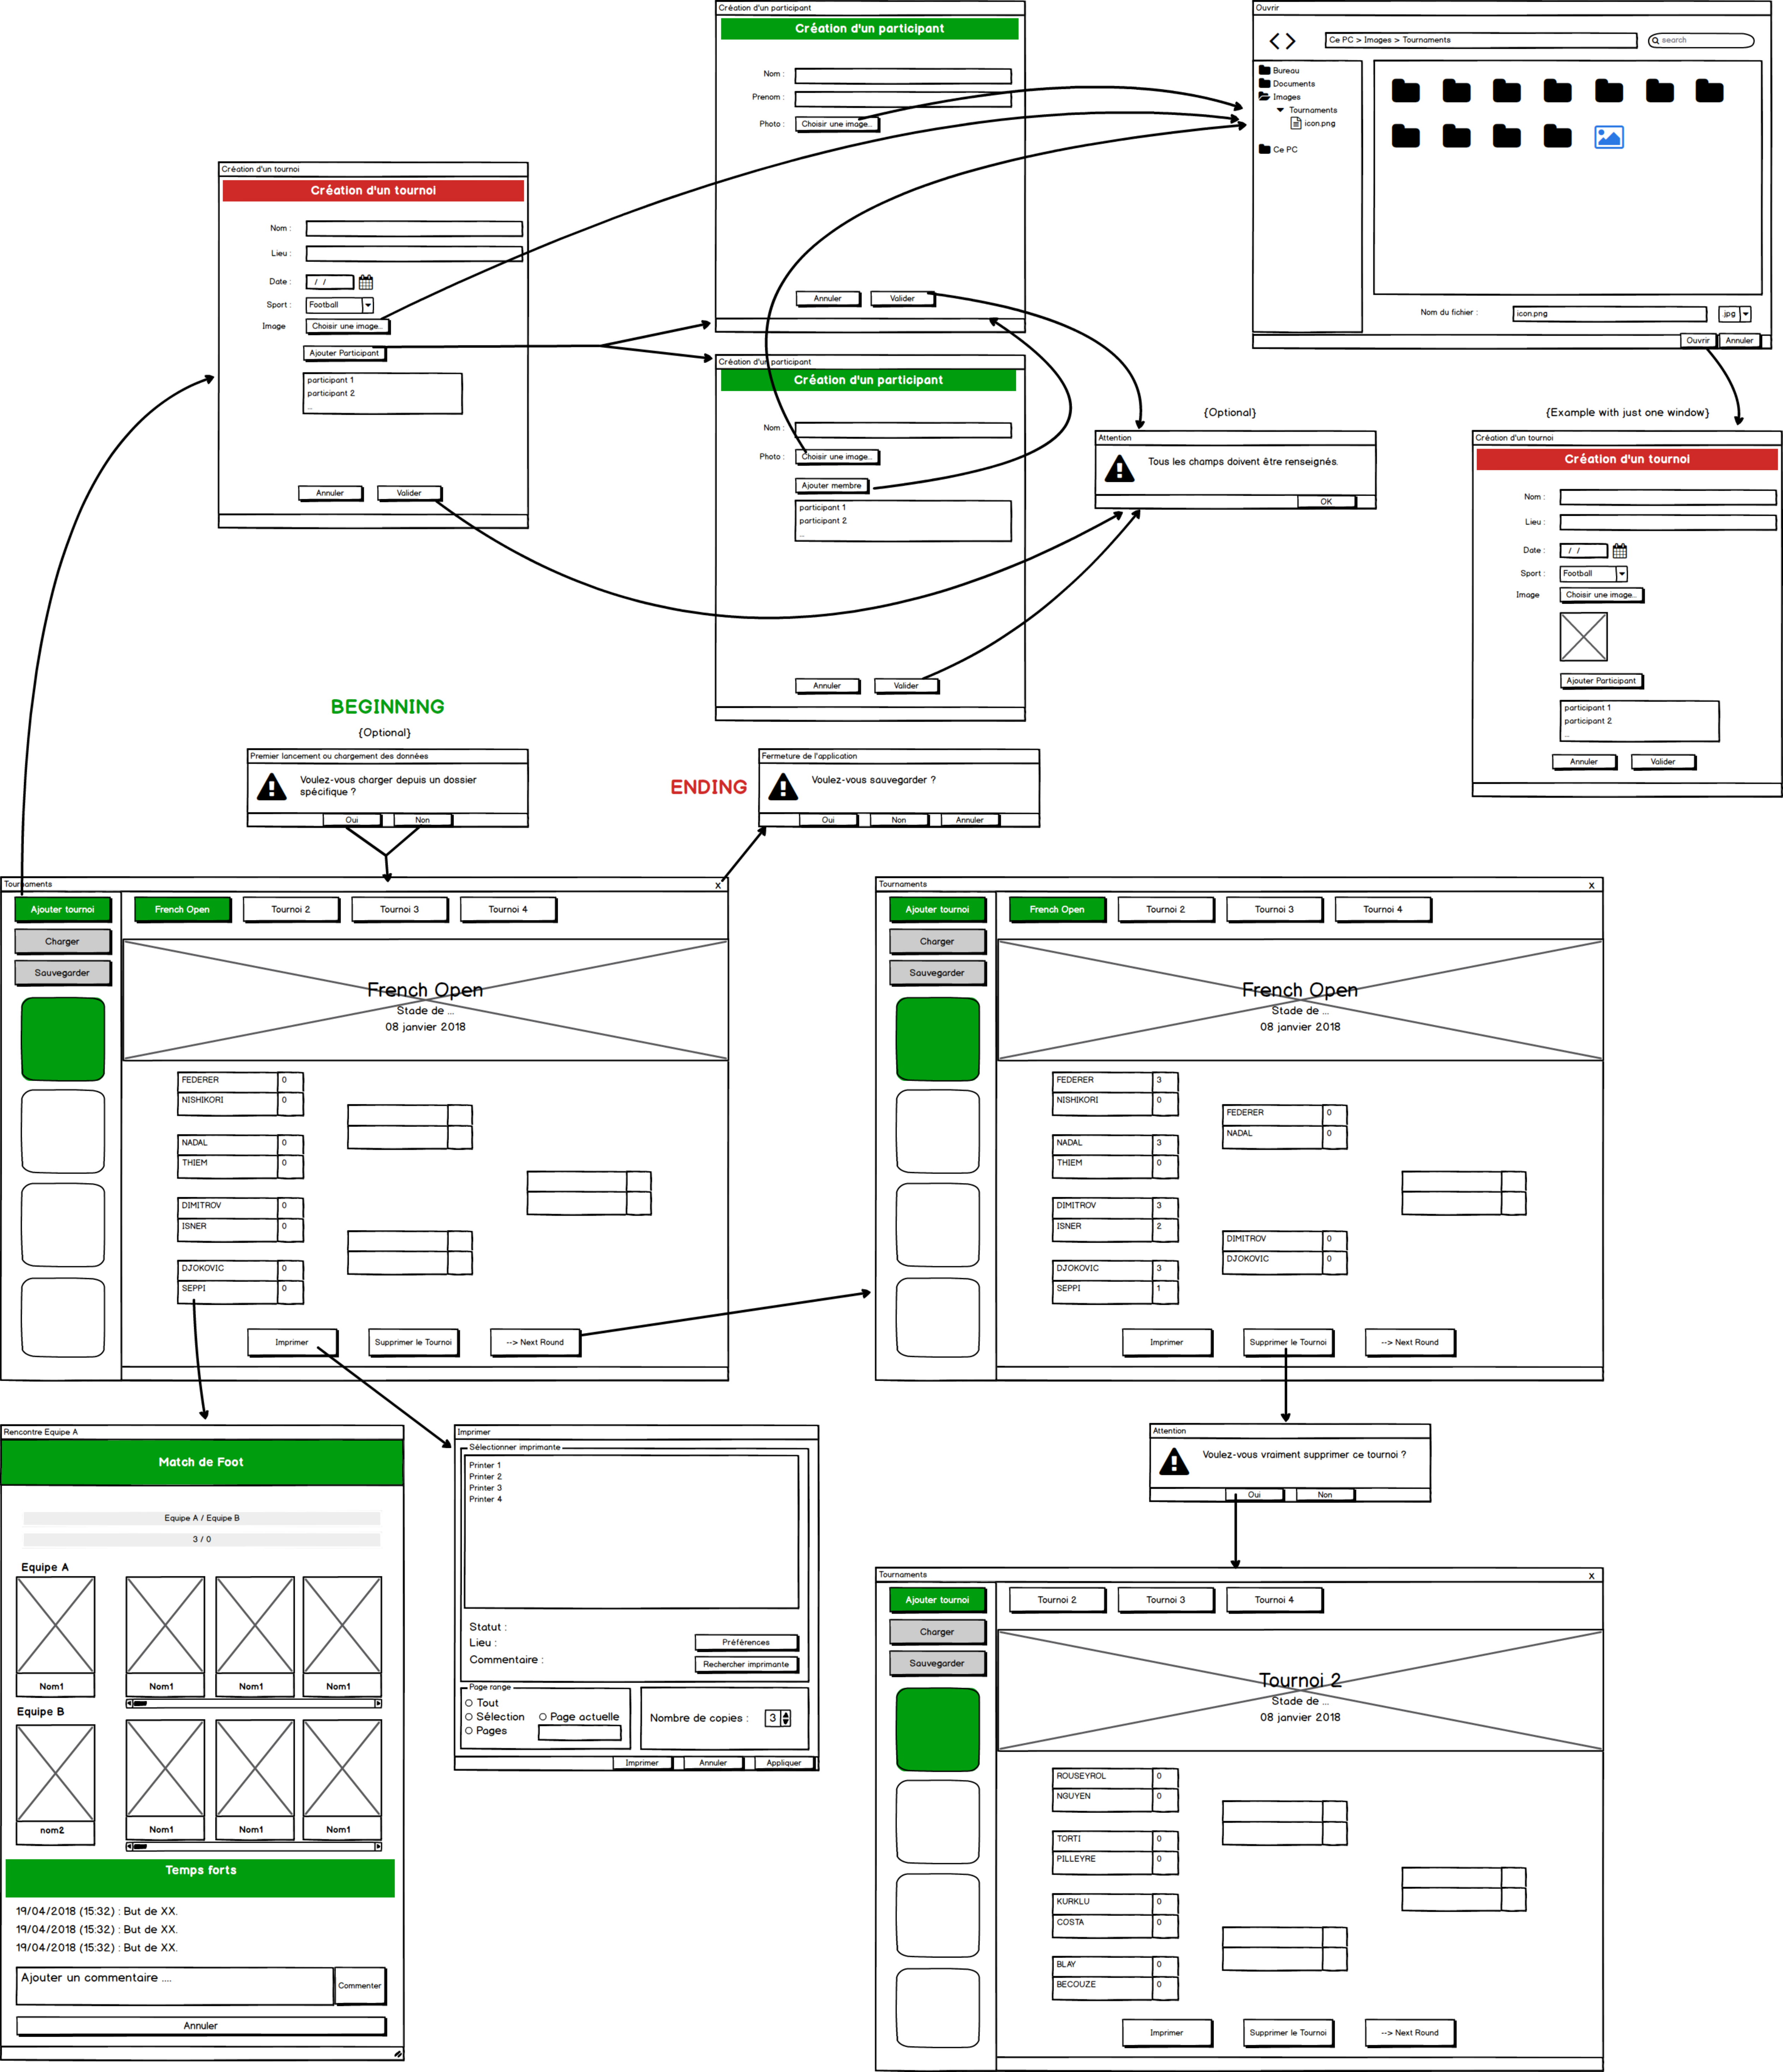 Création d'un participant
Création d'un participant
Nom :
Prenom :
Photo :
Choisir une image...
Annuler
Valider
Ouvrir
Ce PC > Images > Tournaments
search
Bureau
Documents
Images
Tournaments
icon.png
Ce PC
Nom du fichier :
icon.png
.jpg
Ouvrir
Annuler
Création d'un tournoi
Création d'un tournoi
Nom :
Lieu :
Date :
/ /
Sport :
Football
Image
Choisir une image...
Ajouter Participant
participant 1
participant 2
...
Annuler
Valider
Création d'un participant
Création d'un participant
Nom :
Photo :
Choisir une image...
Ajouter membre
participant 1
participant 2
...
Annuler
Valider
{Optional}
Attention
Tous les champs doivent être renseignés.
OK
{Example with just one window}
Création d'un tournoi
Création d'un tournoi
Nom :
Lieu :
Date :
/ /
Sport :
Football
Image
Choisir une image...
Ajouter Participant
participant 1
participant 2
...
Annuler
Valider
BEGINNING
{Optional}
Premier lancement ou chargement des données
Voulez-vous charger depuis un dossier
spécifique ?
Oui
Non
ENDING
Fermeture de l'application
Voulez-vous sauvegarder ?
Oui
Non
Annuler
Tournaments
x
Ajouter tournoi
Charger
Sauvegarder
French Open
Tournoi 2
Tournoi 3
Tournoi 4
French Open
Stade de ...
08 janvier 2018
FEDERER 0
NISHIKORI 0
NADAL 0
THIEM 0
DIMITROV 0
ISNER 0
DJOKOVIC 0
SEPPI 0
Imprimer
Supprimer le Tournoi
--> Next Round
Tournaments
x
Ajouter tournoi
Charger
Sauvegarder
French Open
Tournoi 2
Tournoi 3
Tournoi 4
French Open
Stade de ...
08 janvier 2018
FEDERER 3
NISHIKORI 0
NADAL 3
THIEM 0
DIMITROV 3
ISNER 2
DJOKOVIC 3
SEPPI 1
FEDERER 0
NADAL 0
DIMITROV 0
DJOKOVIC 0
Imprimer
Supprimer le Tournoi
--> Next Round
Rencontre Equipe A
Match de Foot
Equipe A / Equipe B
3 / 0
Equipe A
Nom1
Nom1
Nom1
Nom1
Equipe B
nom2
Nom1
Nom1
Nom1
Temps forts
19/04/2018 (15:32) : But de XX.
19/04/2018 (15:32) : But de XX.
19/04/2018 (15:32) : But de XX.
Ajouter un commentaire ....
Commenter
Annuler
Imprimer
Sélectionner imprimante
Printer 1
Printer 2
Printer 3
Printer 4
Statut :
Lieu :
Commentaire :
Préférences
Rechercher imprimante
Page range
Tout
Sélection
Page actuelle
Pages
Nombre de copies :
3
Imprimer
Annuler
Appliquer
Attention
Voulez-vous vraiment supprimer ce tournoi ?
Oui
Non
Tournaments
x
Ajouter tournoi
Charger
Sauvegarder
Tournoi 2
Tournoi 3
Tournoi 4
Tournoi 2
Stade de ...
08 janvier 2018
ROUSEYROL 0
NGUYEN 0
TORTI 0
PILLEYRE 0
KURKLU 0
COSTA 0
BLAY 0
BECOUZE 0
Imprimer
Supprimer le Tournoi
--> Next Round